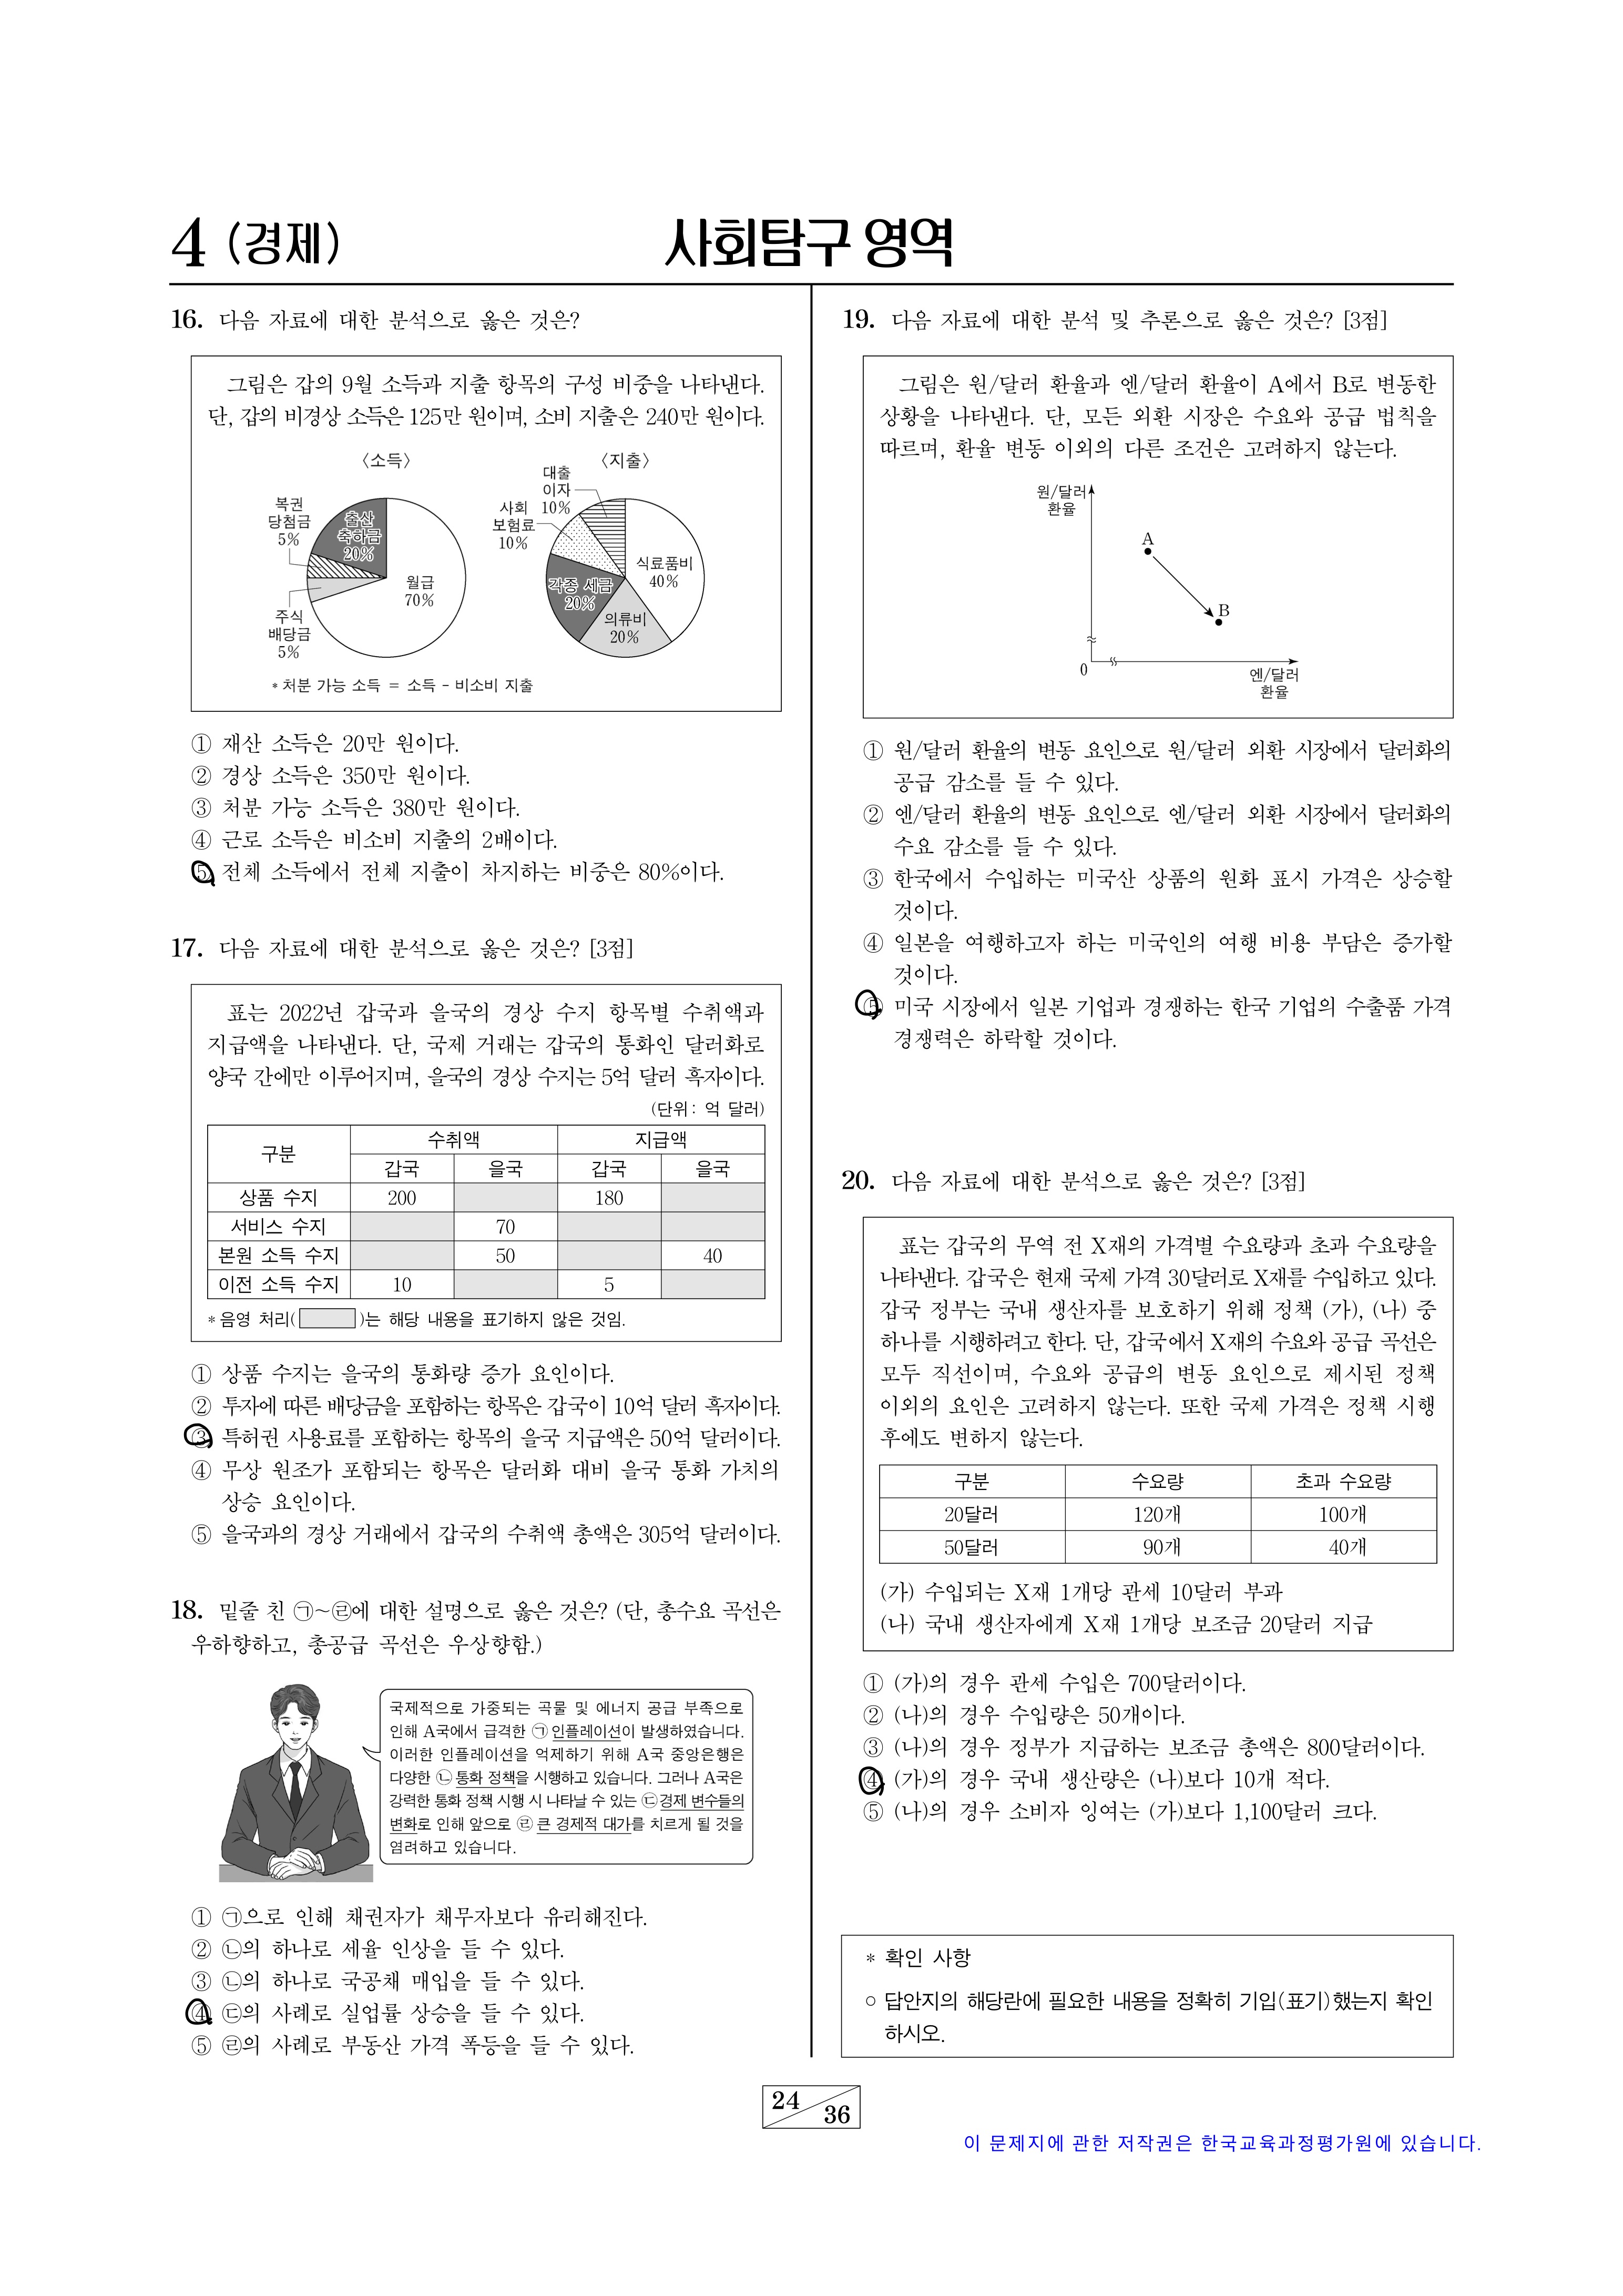 4 (경제)
사회탐구 영역
16. 다음 자료에 대한 분석으로 옳은 것은?
그림은 갑의 9월 소득과 지출 항목의 구성 비중을 나타낸다.
단, 갑의 비경상 소득은 125만 원이며, 소비 지출은 240만 원이다.
〈소득〉
복권
당첨금
5%
출산
축하금
20%
월급
70%
주식
배당금
5%
〈지출〉
대출
이자
10%
사회
보험료
10%
식료품비
40%
각종 세금
20%
의류비
20%
* 처분 가능 소득 = 소득 - 비소비 지출
① 재산 소득은 20만 원이다.
② 경상 소득은 350만 원이다.
③ 처분 가능 소득은 380만 원이다.
④ 근로 소득은 비소비 지출의 2배이다.
⑤ 전체 소득에서 전체 지출이 차지하는 비중은 80%이다.
17. 다음 자료에 대한 분석으로 옳은 것은? [3점]
표는 2022년 갑국과 을국의 경상 수지 항목별 수취액과
지급액을 나타낸다. 단, 국제 거래는 갑국의 통화인 달러화로
양국 간에만 이루어지며, 을국의 경상 수지는 5억 달러 흑자이다.
(단위: 억 달러)
구분 수취액 지급액
갑국 을국 갑국 을국
상품 수지 200 180
서비스 수지 70
본원 소득 수지 50 40
이전 소득 수지 10 5
* 음영 처리( )는 해당 내용을 표기하지 않은 것임.
① 상품 수지는 을국의 통화량 증가 요인이다.
② 투자에 따른 배당금을 포함하는 항목은 갑국이 10억 달러 흑자이다.
③ 특허권 사용료를 포함하는 항목의 을국 지급액은 50억 달러이다.
④ 무상 원조가 포함되는 항목은 달러화 대비 을국 통화 가치의
상승 요인이다.
⑤ 을국과의 경상 거래에서 갑국의 수취액 총액은 305억 달러이다.
18. 밑줄 친 ㉠~㉣에 대한 설명으로 옳은 것은? (단, 총수요 곡선은
우하향하고, 총공급 곡선은 우상향함.)
국제적으로 가중되는 곡물 및 에너지 공급 부족으로
인해 A국에서 급격한 ㉠ 인플레이션이 발생하였습니다.
이러한 인플레이션을 억제하기 위해 A국 중앙은행은
다양한 ㉡ 통화 정책을 시행하고 있습니다. 그러나 A국은
강력한 통화 정책 시행 시 나타날 수 있는 ㉢ 경제 변수들의
변화로 인해 앞으로 ㉣ 큰 경제적 대가를 치르게 될 것을
염려하고 있습니다.
① ㉠으로 인해 채권자가 채무자보다 유리해진다.
② ㉡의 하나로 세율 인상을 들 수 있다.
③ ㉡의 하나로 국공채 매입을 들 수 있다.
④ ㉢의 사례로 실업률 상승을 들 수 있다.
⑤ ㉣의 사례로 부동산 가격 폭등을 들 수 있다.
19. 다음 자료에 대한 분석 및 추론으로 옳은 것은? [3점]
그림은 원/달러 환율과 엔/달러 환율이 A에서 B로 변동한
상황을 나타낸다. 단, 모든 외환 시장은 수요와 공급 법칙을
따르며, 환율 변동 이외의 다른 조건은 고려하지 않는다.
원/달러
환율
A
B
0
엔/달러
환율
① 원/달러 환율의 변동 요인으로 원/달러 외환 시장에서 달러화의
공급 감소를 들 수 있다.
② 엔/달러 환율의 변동 요인으로 엔/달러 외환 시장에서 달러화의
수요 감소를 들 수 있다.
③ 한국에서 수입하는 미국산 상품의 원화 표시 가격은 상승할
것이다.
④ 일본을 여행하고자 하는 미국인의 여행 비용 부담은 증가할
것이다.
⑤ 미국 시장에서 일본 기업과 경쟁하는 한국 기업의 수출품 가격
경쟁력은 하락할 것이다.
20. 다음 자료에 대한 분석으로 옳은 것은? [3점]
표는 갑국의 무역 전 X재의 가격별 수요량과 초과 수요량을
나타낸다. 갑국은 현재 국제 가격 30달러로 X재를 수입하고 있다.
갑국 정부는 국내 생산자를 보호하기 위해 정책 (가), (나) 중
하나를 시행하려고 한다. 단, 갑국에서 X재의 수요와 공급 곡선은
모두 직선이며, 수요와 공급의 변동 요인으로 제시된 정책
이외의 요인은 고려하지 않는다. 또한 국제 가격은 정책 시행
후에도 변하지 않는다.
구분 수요량 초과 수요량
20달러 120개 100개
50달러 90개 40개
(가) 수입되는 X재 1개당 관세 10달러 부과
(나) 국내 생산자에게 X재 1개당 보조금 20달러 지급
① (가)의 경우 관세 수입은 700달러이다.
② (나)의 경우 수입량은 50개이다.
③ (나)의 경우 정부가 지급하는 보조금 총액은 800달러이다.
④ (가)의 경우 국내 생산량은 (나)보다 10개 적다.
⑤ (나)의 경우 소비자 잉여는 (가)보다 1,100달러 크다.
* 확인 사항
○ 답안지의 해당란에 필요한 내용을 정확히 기입(표기)했는지 확인
하시오.
24
36
이 문제지에 관한 저작권은 한국교육과정평가원에 있습니다.